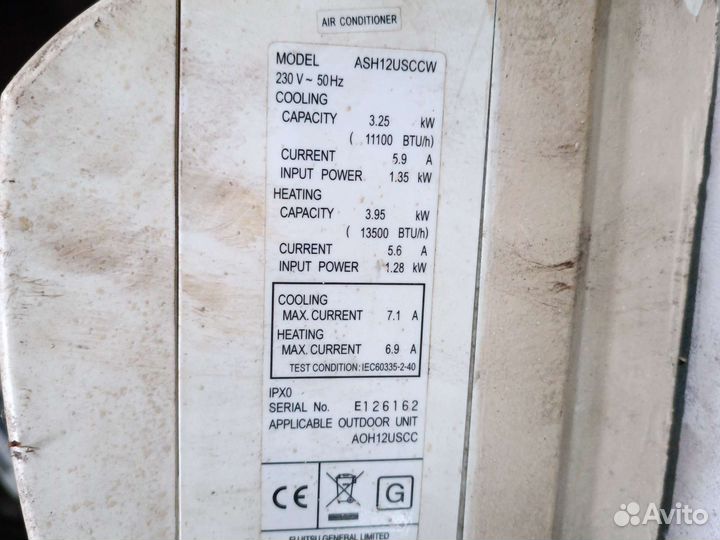 AIR CONDITIONER
MODEL ASH12USCCW
230 V ~ 50Hz
COOLING
CAPACITY 3.25 kW
( 11100 BTU/h)
CURRENT 5.9 A
INPUT POWER 1.35 kW
HEATING
CAPACITY 3.95 kW
( 13500 BTU/h)
CURRENT 5.6 A
INPUT POWER 1.28 kW
COOLING
MAX. CURRENT 7.1 A
HEATING
MAX. CURRENT 6.9 A
TEST CONDITION: IEC60335-2-40
IPX0
SERIAL No. E126162
APPLICABLE OUTDOOR UNIT
AOH12USCC
CE G
FUJITSU GENERAL LIMITED
Avito